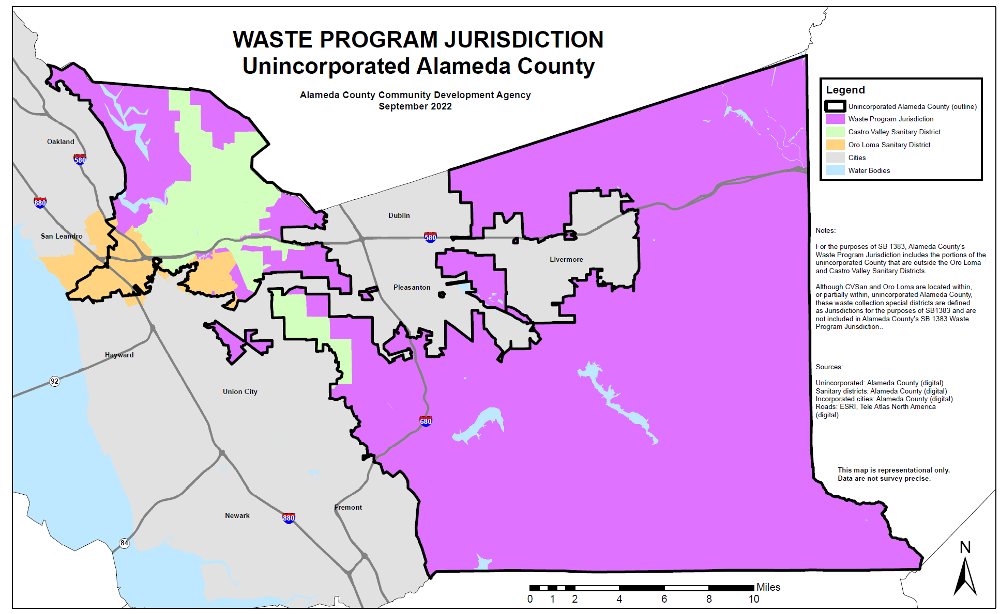 WASTE PROGRAM JURISDICTION
Unincorporated Alameda County
Alameda County Community Development Agency
September 2022
Legend
Unincorporated Alameda County (outline)
Waste Program Jurisdiction
Castro Valley Sanitary District
Oro Loma Sanitary District
Cities
Water Bodies
Oakland
580
880
San Leandro
Dublin
580
Livermore
Pleasanton
Hayward
92
Union City
680
Fremont
Newark
880
84
Notes:
For the purposes of SB 1383, Alameda County's
Waste Program Jurisdiction includes the portions of the
unincorporated County that are outside the Oro Loma
and Castro Valley Sanitary Districts.
Although CVSan and Oro Loma are located within,
or partially within, unincorporated Alameda County,
these waste collection special districts are defined
as Jurisdictions for the purposes of SB1383 and are
not included in Alameda County's SB 1383 Waste
Program Jurisdiction..
Sources:
Unincorporated: Alameda County (digital)
Sanitary districts: Alameda County (digital)
Incorporated cities: Alameda County (digital)
Roads: ESRI, Tele Atlas North America
(digital)
This map is representational only.
Data are not survey precise.
N
Miles
0 1 2 4 6 8 10